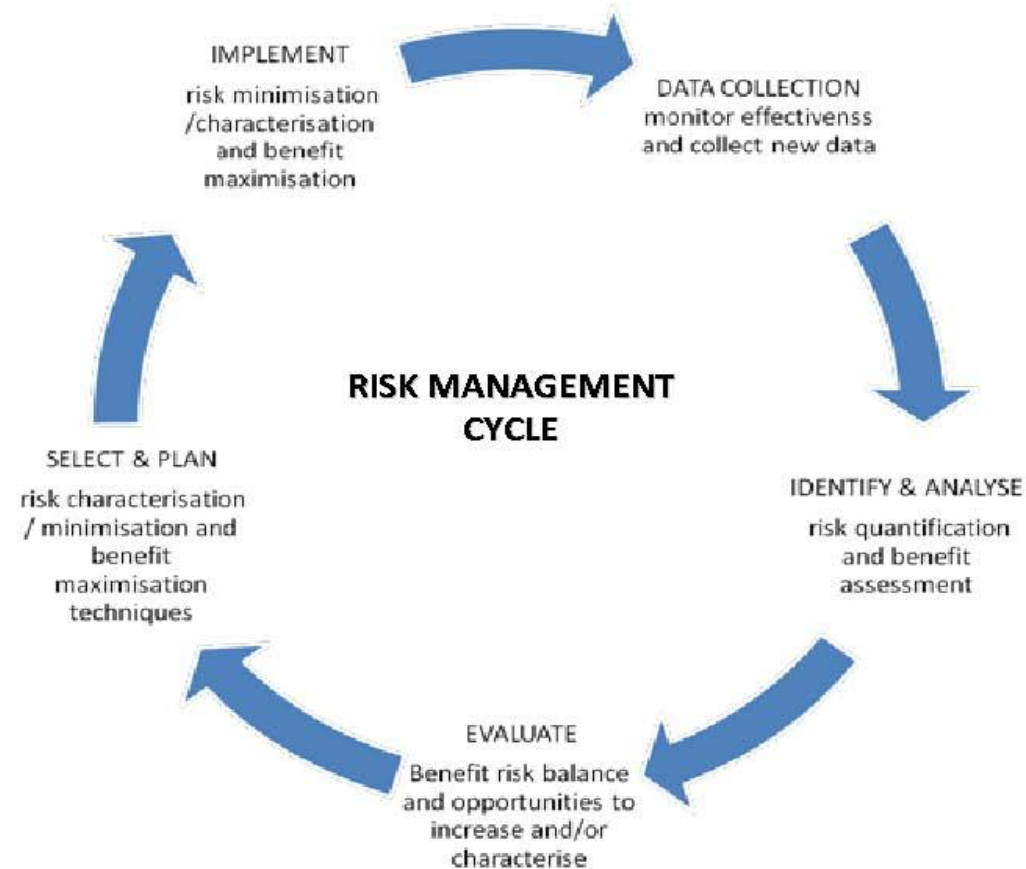 IMPLEMENT
risk minimisation
/characterisation
and benefit
maximisation
DATA COLLECTION
monitor effectivenss
and collect new data
RISK MANAGEMENT
CYCLE
SELECT & PLAN
risk characterisation
/ minimisation and
benefit
maximisation
techniques
IDENTIFY & ANALYSE
risk quantification
and benefit
assessment
EVALUATE
Benefit risk balance
and opportunities to
increase and/or
characterise